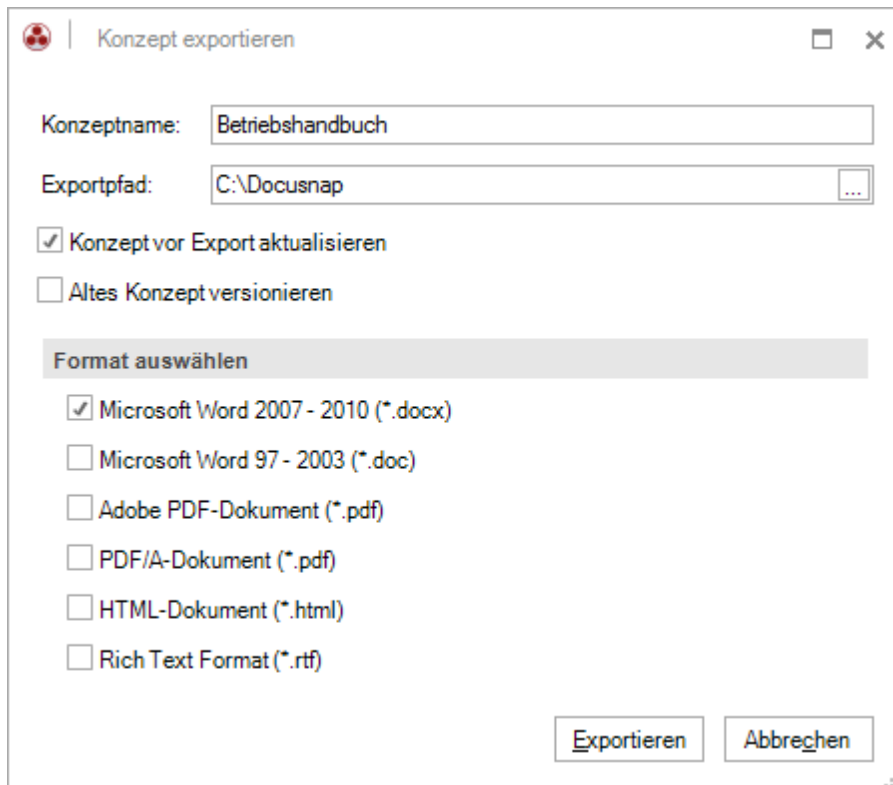 Konzept exportieren
Konzeptname: Betriebshandbuch
Exportpfad: C:\Docusnap ...
Konzept vor Export aktualisieren
Altes Konzept versionieren
Format auswählen
Microsoft Word 2007 - 2010 (*.docx)
Microsoft Word 97 - 2003 (*.doc)
Adobe PDF-Dokument (*.pdf)
PDF/A-Dokument (*.pdf)
HTML-Dokument (*.html)
Rich Text Format (*.rtf)
Exportieren Abbrechen